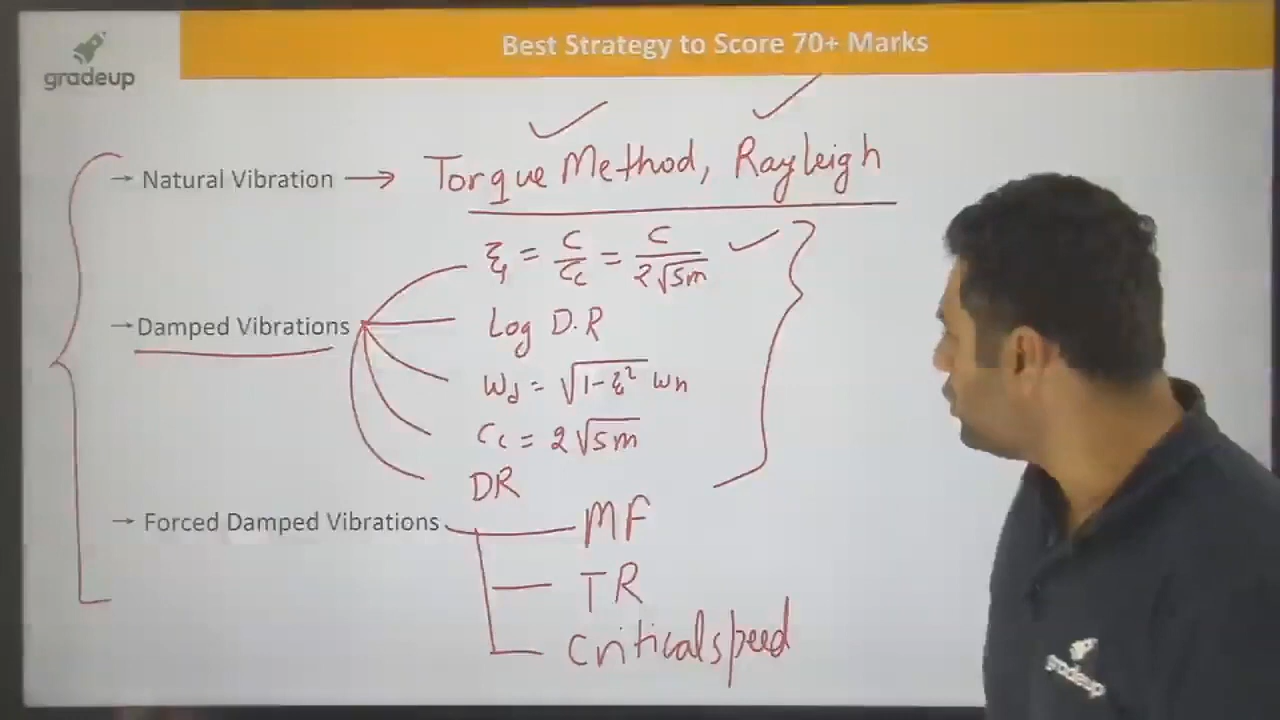 Best Strategy to Score 70+ Marks
gradeup
→ Natural Vibration → Torque Method, Rayleigh
ξ = C/Cc = C/2√sm
→ Damped Vibrations
Log D.R
ωd = √1-ξ² ωn
Cc = 2√sm
DR
→ Forced Damped Vibrations
MF
TR
Critical speed
gradeup